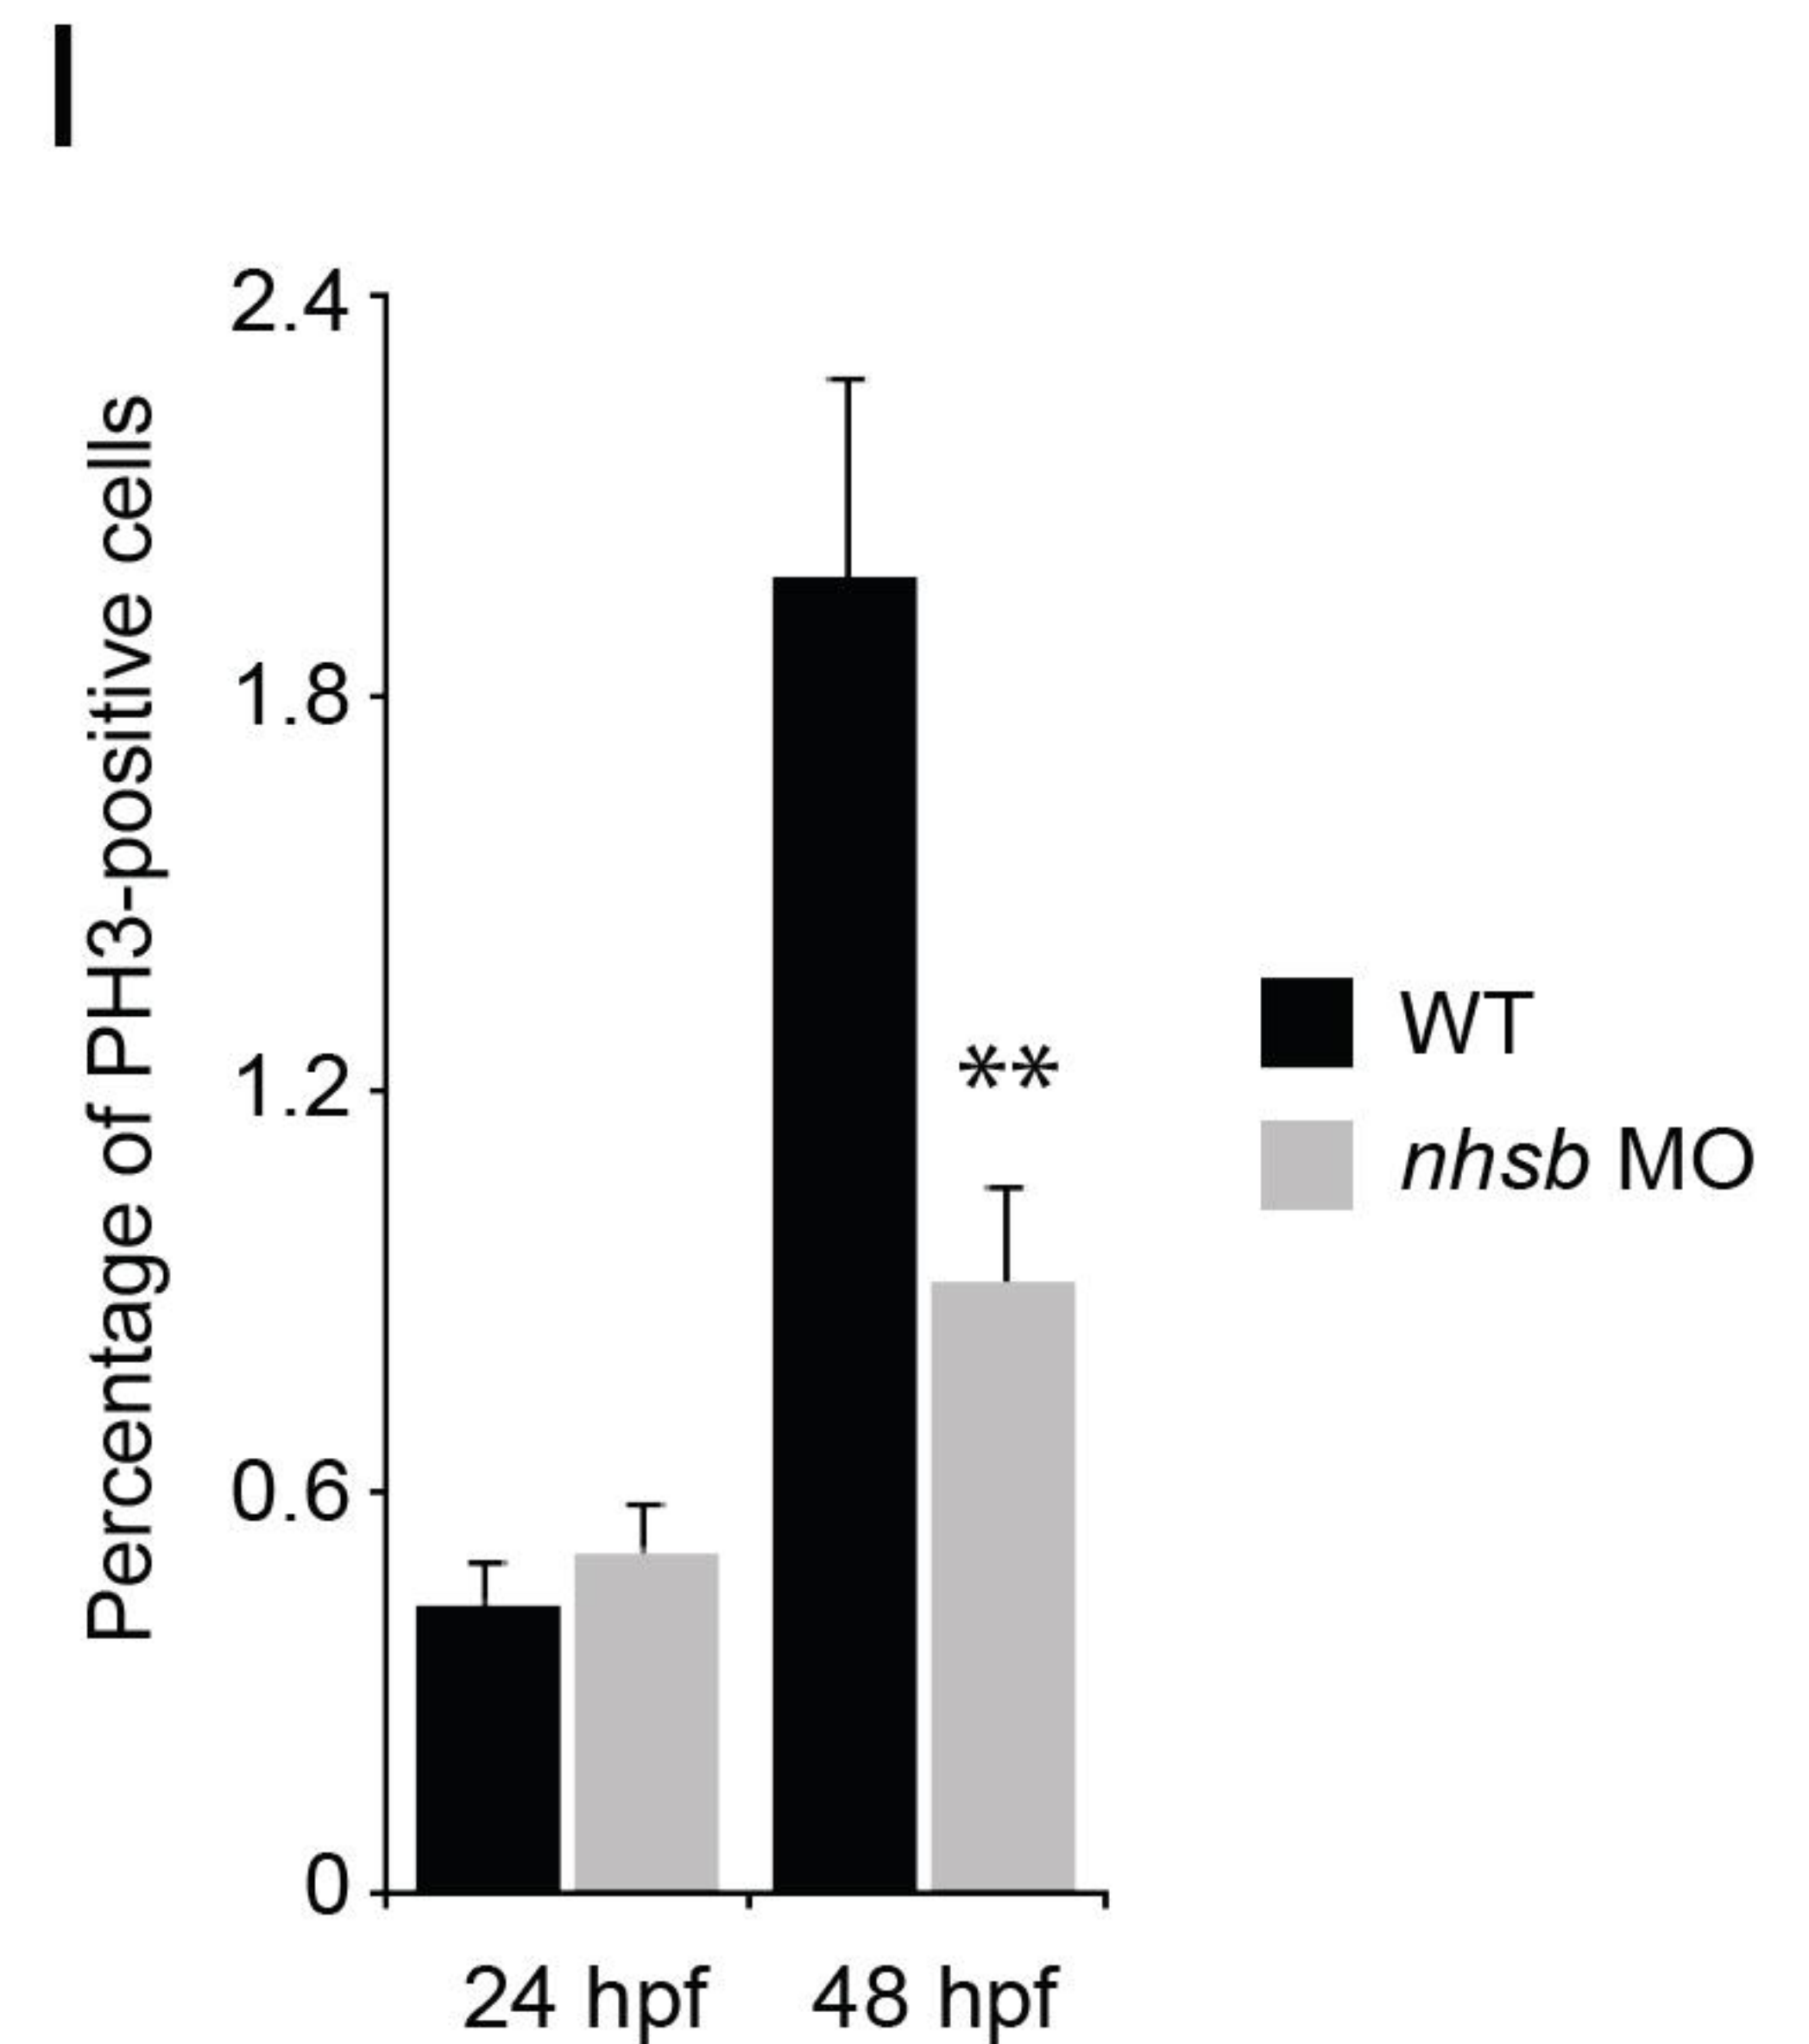 I
Percentage of PH3-positive cells
2.4
1.8
1.2
0.6
0
**
WT
nhsb MO
24 hpf
48 hpf